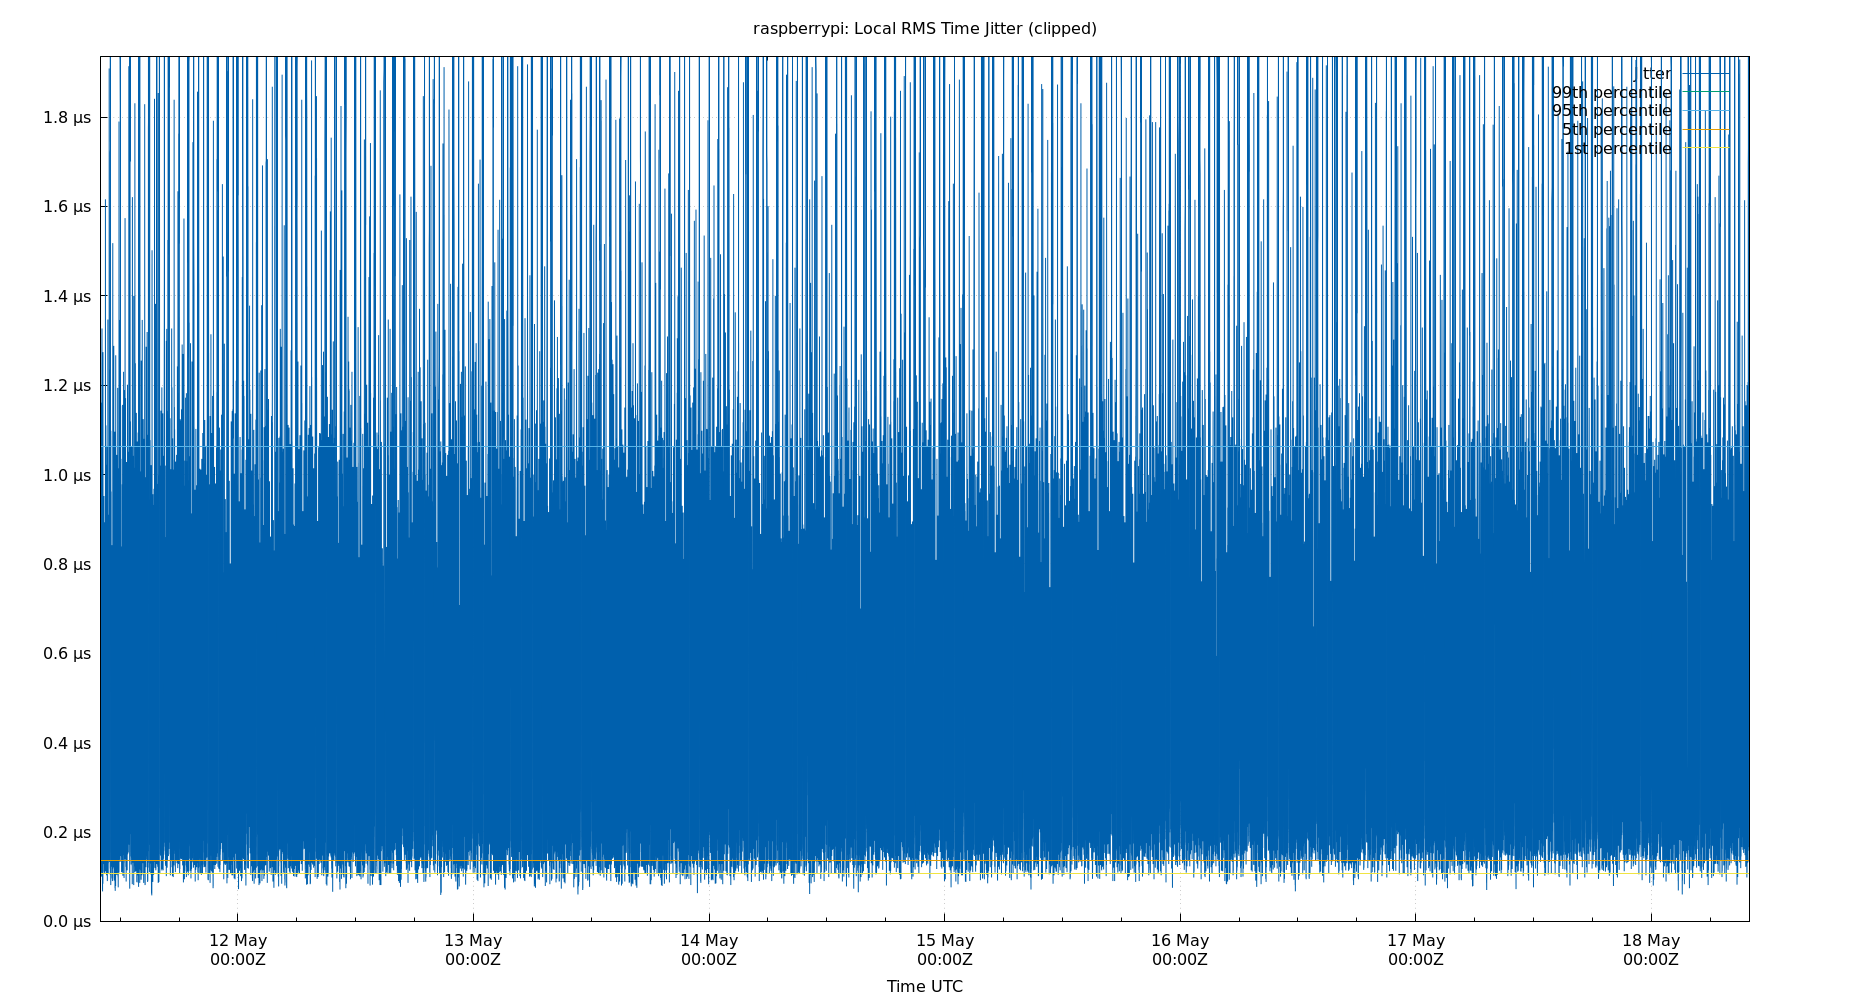 raspberrypi: Local RMS Time Jitter (clipped)
jitter
99th percentile
95th percentile
5th percentile
1st percentile
1.8 μs
1.6 μs
1.4 μs
1.2 μs
1.0 μs
0.8 μs
0.6 μs
0.4 μs
0.2 μs
0.0 μs
12 May 13 May 14 May 15 May 16 May 17 May 18 May
00:00Z 00:00Z 00:00Z 00:00Z 00:00Z 00:00Z 00:00Z
Time UTC